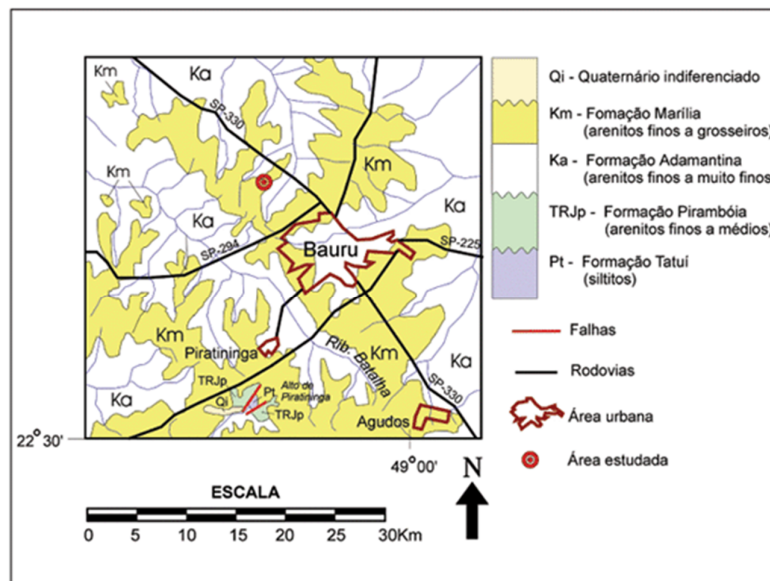 Km
Ka
SP-330
Km
Km
Ka
Ka
SP-294
Bauru
SP-225
Km
Piratininga
Rib. Batalha
Km
Ka
TRJp
Qi
Pt
Alto de Piratininga
TRJp
Ka
SP-330
Agudos
22° 30'
49° 00'
N
ESCALA
0 5 10 15 20 25 30Km
Qi - Quaternário indiferenciado
Km - Fomação Marília
(arenitos finos a grosseiros)
Ka - Formação Adamantina
(arenitos finos a muito finos)
TRJp - Formação Pirambóia
(arenitos finos a médios)
Pt - Formação Tatuí
(siltitos)
Falhas
Rodovias
Área urbana
Área estudada